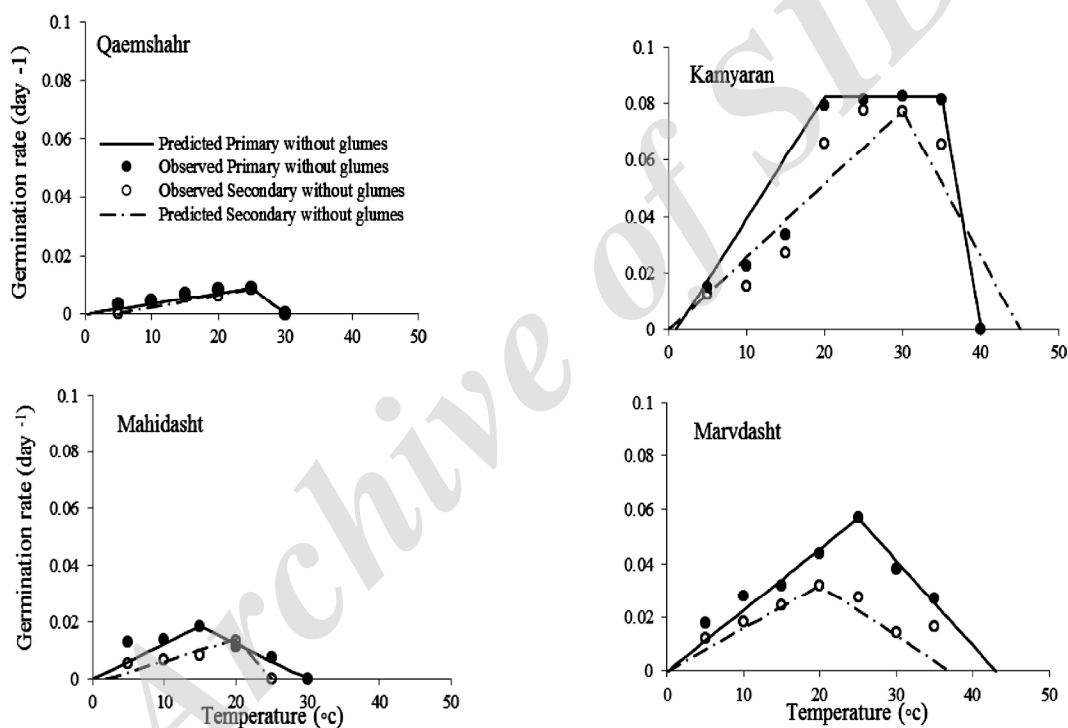 Qaemshahr
Germination rate (day -1)
0.1
0.08
0.06
0.04
0.02
0
0 10 20 30 40 50
Predicted Primary without glumes
Observed Primary without glumes
Observed Secondary without glumes
Predicted Secondary without glumes
Kamyaran
0.1
0.08
0.06
0.04
0.02
0
0 10 20 30 40 50
Mahidasht
Germination rate (day -1)
0.1
0.08
0.06
0.04
0.02
0
0 10 20 30 40 50
Temperature (°c)
Marvdasht
0.1
0.08
0.06
0.04
0.02
0
0 10 20 30 40 50
Temperature (°c)
Archive of SID